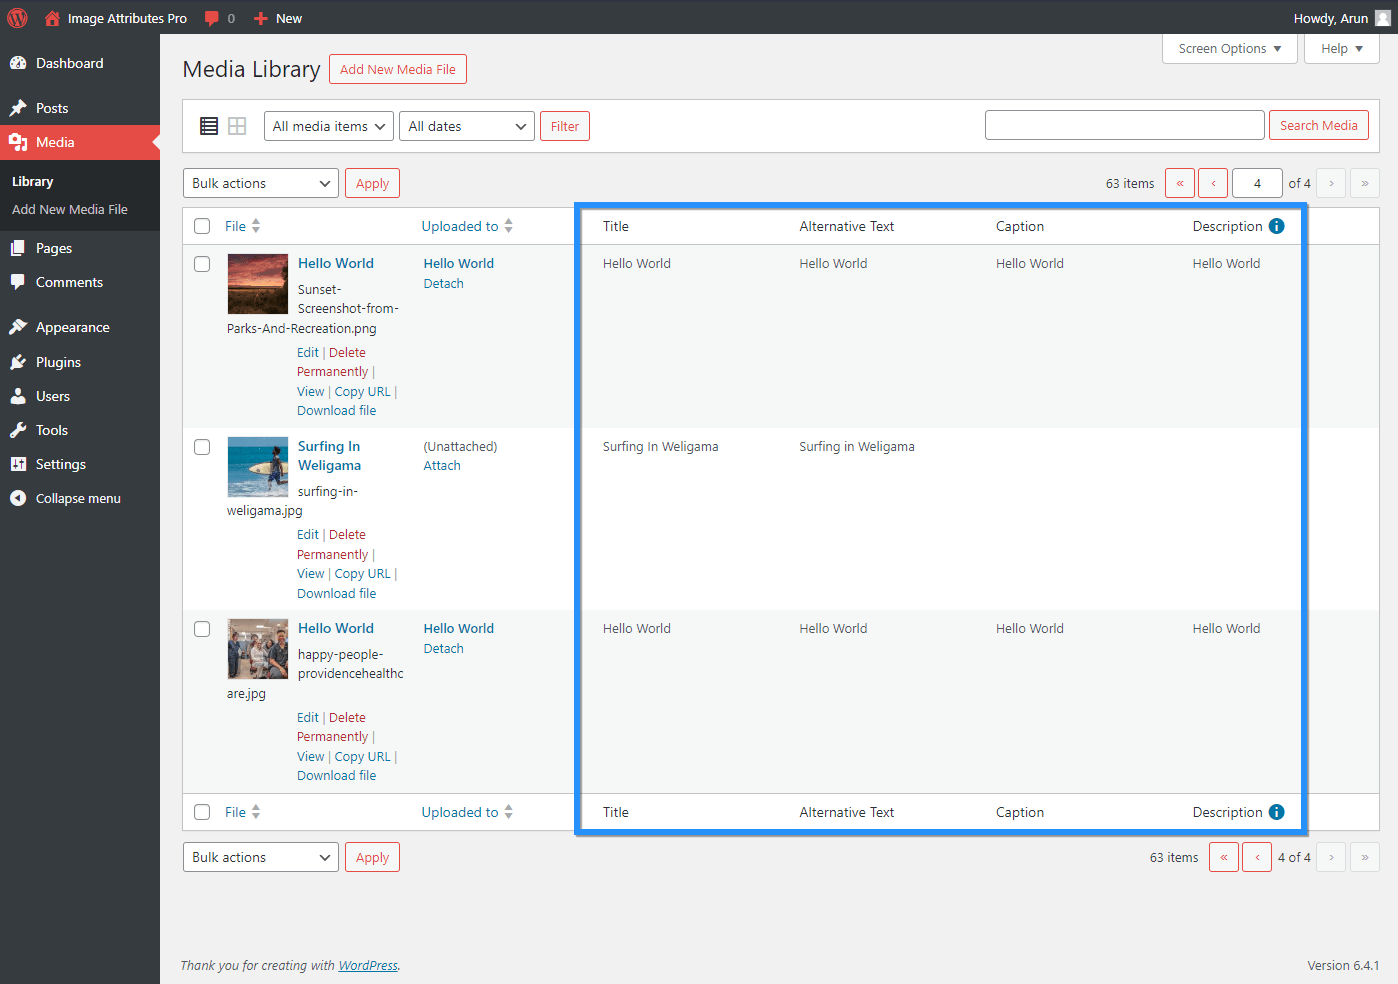 Image Attributes Pro 0 New Howdy, Arun
Screen Options Help
Dashboard
Posts
Media
Library
Add New Media File
Pages
Comments
Appearance
Plugins
Users
Tools
Settings
Collapse menu
Media Library Add New Media File
All media items All dates Filter Search Media
Bulk actions Apply 63 items « ‹ 4 of 4 › »
File Uploaded to Title Alternative Text Caption Description i
Hello World Hello World Hello World Hello World Hello World Hello World
Sunset- Detach
Screenshot-from-
Parks-And-Recreation.png
Edit | Delete
Permanently |
View | Copy URL |
Download file
Surfing In (Unattached) Surfing In Weligama Surfing in Weligama
Weligama Attach
surfing-in-
weligama.jpg
Edit | Delete
Permanently |
View | Copy URL |
Download file
Hello World Hello World Hello World Hello World Hello World Hello World
happy-people- Detach
providencehealthc
are.jpg
Edit | Delete
Permanently |
View | Copy URL |
Download file
File Uploaded to Title Alternative Text Caption Description i
Bulk actions Apply 63 items « ‹ 4 of 4 › »
Thank you for creating with WordPress. Version 6.4.1